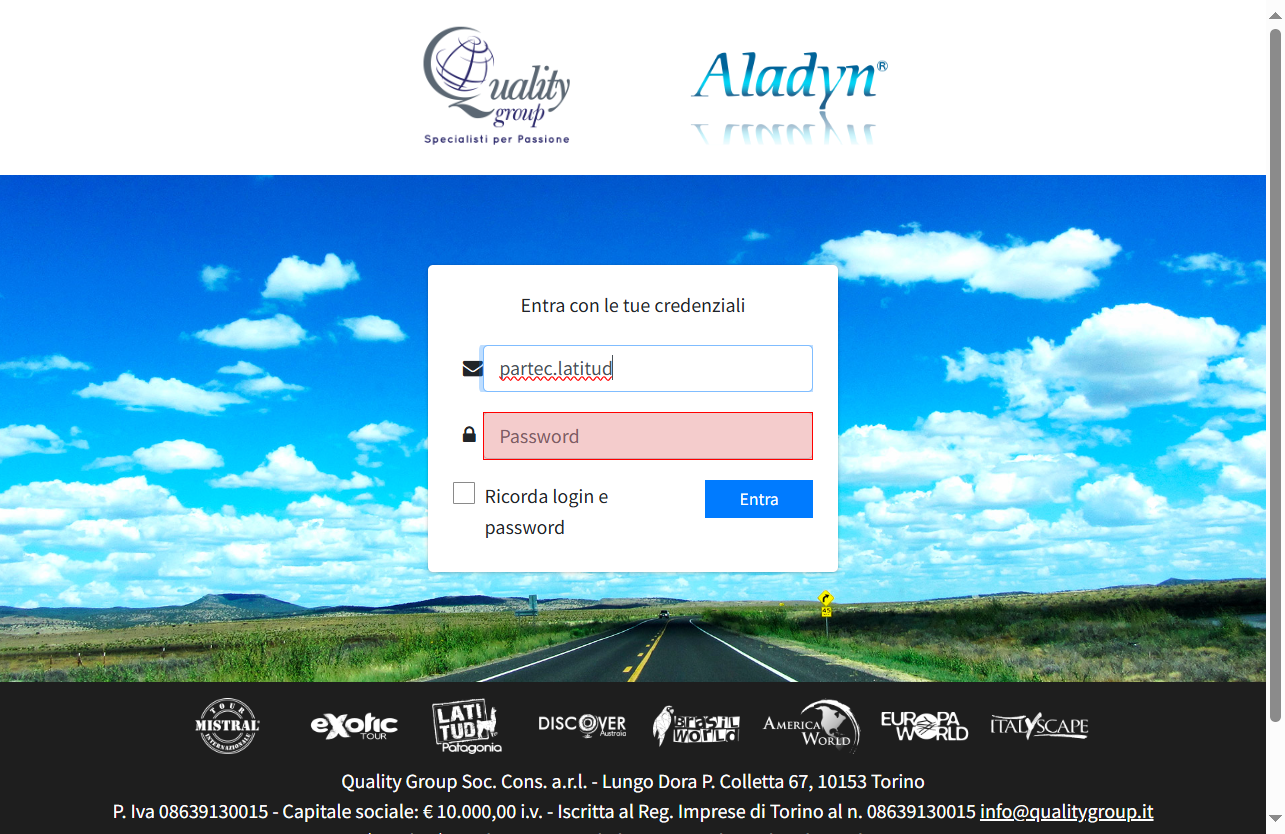 Quality
group
Specialisti per Passione
Aladyn®
Entra con le tue credenziali
partec.latitud
Password
Ricorda login e
password
Entra
45
TOUR
MISTRAL
INTERNAZIONALE
eXotic
TOUR
LATI
TUD
Patagonia
DISCOVER
Australia
BRASIL
WORLD
AMERICA
WORLD
EUROPA
WORLD
ITALYSCAPE
Quality Group Soc. Cons. a.r.l. - Lungo Dora P. Colletta 67, 10153 Torino
P. Iva 08639130015 - Capitale sociale: € 10.000,00 i.v. - Iscritta al Reg. Imprese di Torino al n. 08639130015 info@qualitygroup.it